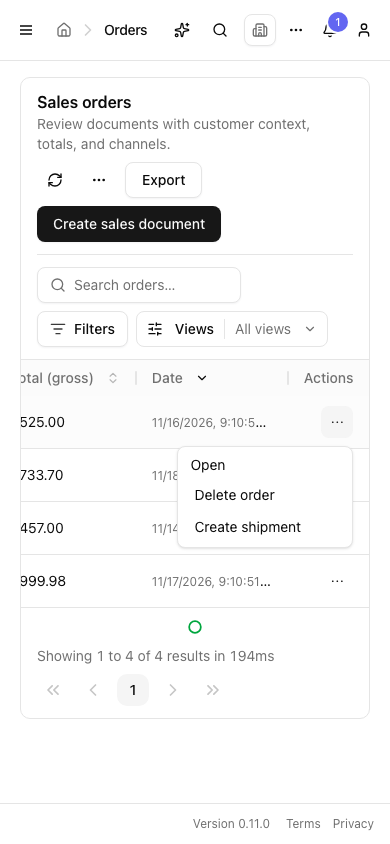 Orders
1
Sales orders
Review documents with customer context,
totals, and channels.
Export
Create sales document
Search orders...
Filters
Views
All views
otal (gross)
Date
Actions
525.00
11/16/2026, 9:10:5...
733.70
11/18
Open
Delete order
Create shipment
457.00
11/14
999.98
11/17/2026, 9:10:51...
Showing 1 to 4 of 4 results in 194ms
1
Version 0.11.0
Terms
Privacy